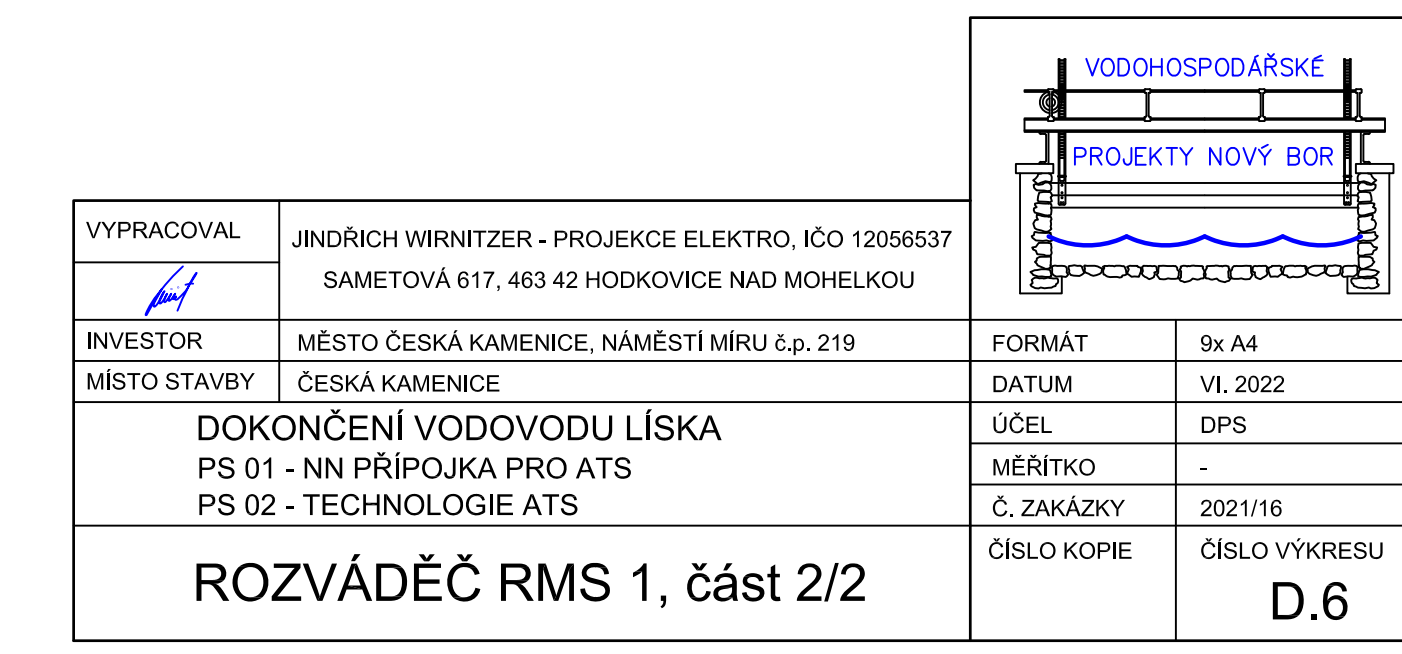 VODOHOSPODÁŘSKÉ
PROJEKTY NOVÝ BOR
VYPRACOVAL
JINDŘICH WIRNITZER - PROJEKCE ELEKTRO, IČO 12056537
SAMETOVÁ 617, 463 42 HODKOVICE NAD MOHELKOU
INVESTOR
MĚSTO ČESKÁ KAMENICE, NÁMĚSTÍ MÍRU č.p. 219
MÍSTO STAVBY
ČESKÁ KAMENICE
DOKONČENÍ VODOVODU LÍSKA
PS 01 - NN PŘÍPOJKA PRO ATS
PS 02 - TECHNOLOGIE ATS
ROZVÁDĚČ RMS 1, část 2/2
FORMÁT
9x A4
DATUM
VI. 2022
ÚČEL
DPS
MĚŘÍTKO
-
Č. ZAKÁZKY
2021/16
ČÍSLO KOPIE
ČÍSLO VÝKRESU
D.6